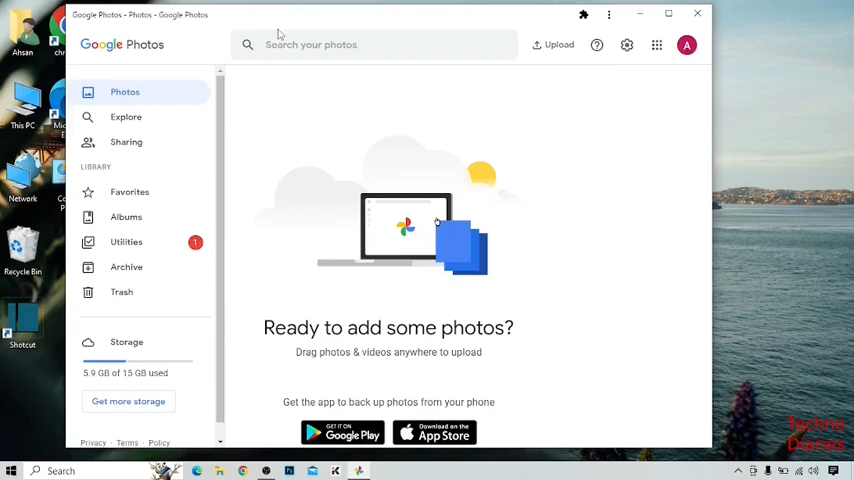 Google Photos - Photos - Google Photos
Google Photos
Search your photos
Upload
A
Photos
Explore
Sharing
LIBRARY
Favorites
Albums
Utilities
1
Archive
Trash
Storage
5.9 GB of 15 GB used
Get more storage
Privacy · Terms · Policy
Ready to add some photos?
Drag photos & videos anywhere to upload
Get the app to back up photos from your phone
GET IT ON
Google Play
Download on the
App Store
Ahsan
This PC
Network
Recycle Bin
Shotcut
Techno
Diaries
Search